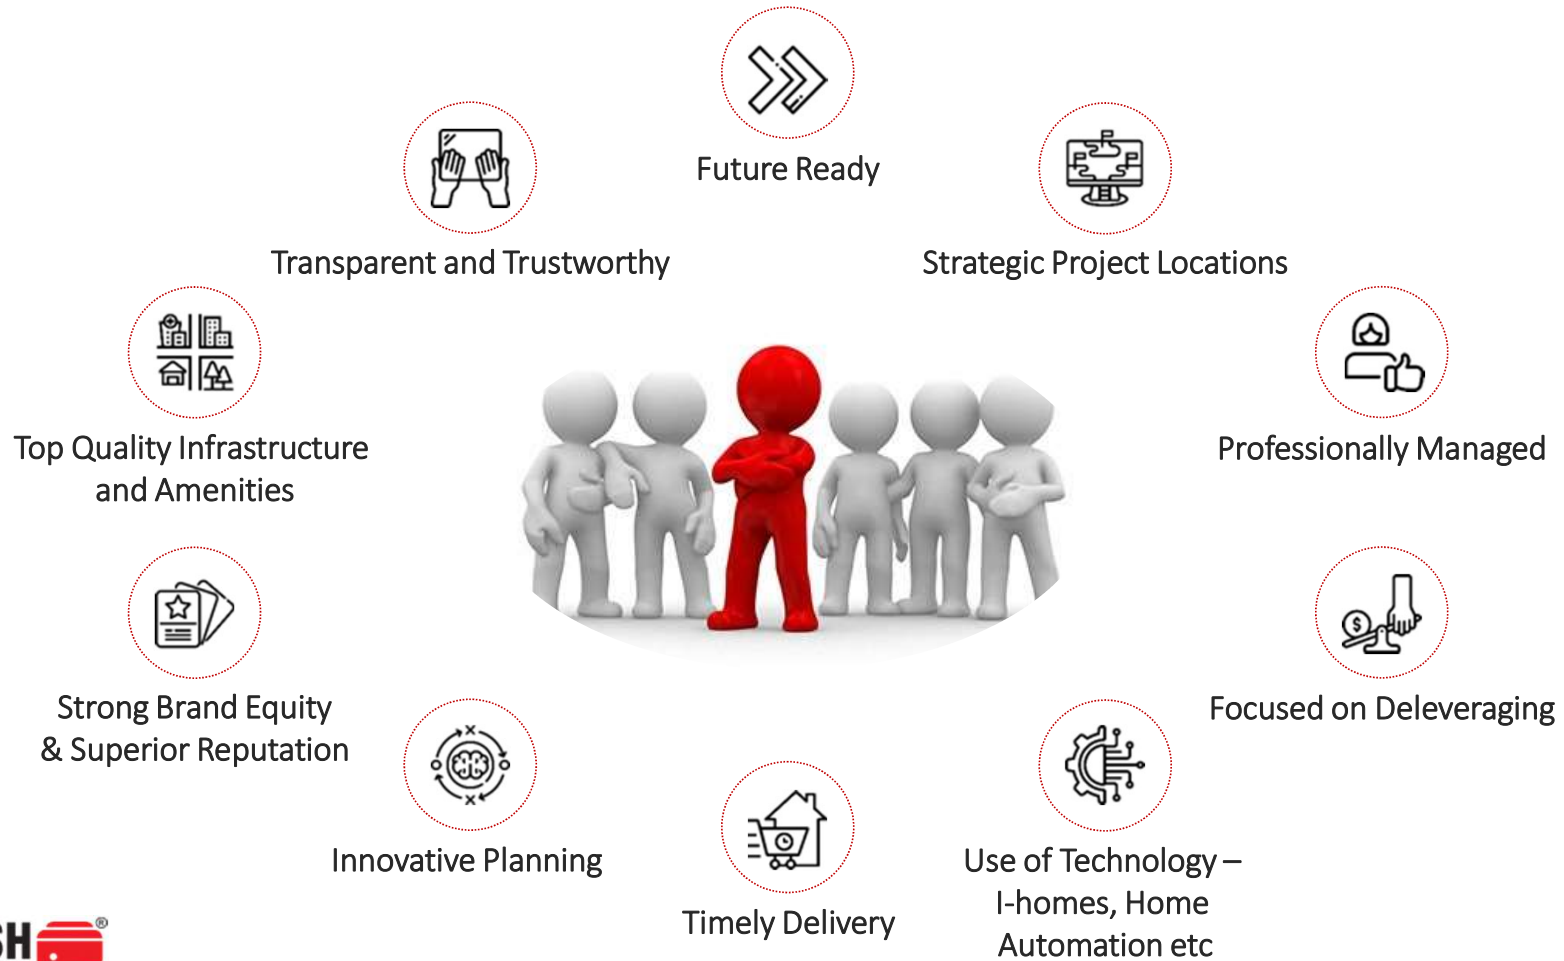 Future Ready
Transparent and Trustworthy
Strategic Project Locations
Top Quality Infrastructure
and Amenities
Professionally Managed
Strong Brand Equity
& Superior Reputation
Focused on Deleveraging
Innovative Planning
Timely Delivery
Use of Technology –
I-homes, Home
Automation etc